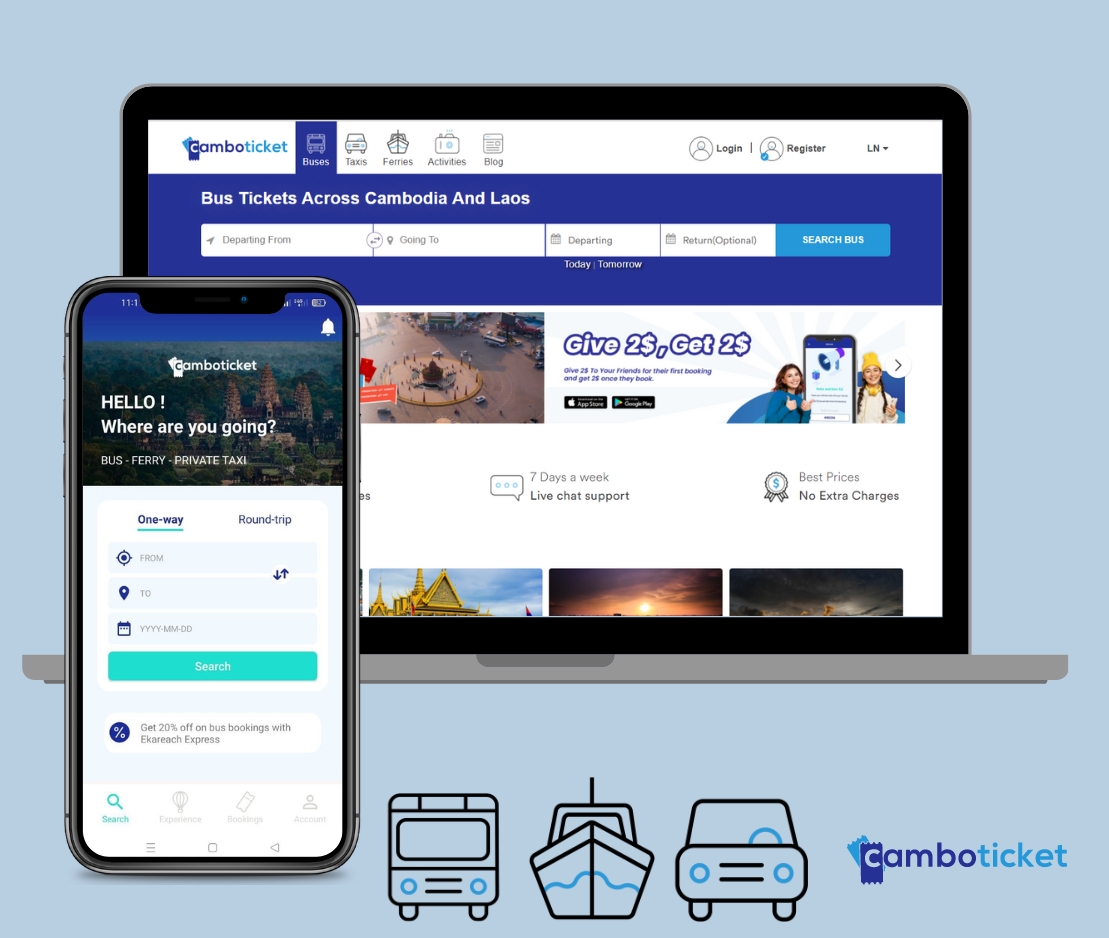 camboticket
Buses
Taxis
Ferries
Activities
Blog
Login | Register
LN
Bus Tickets Across Cambodia And Laos
Departing From
Going To
Departing
Return(Optional)
SEARCH BUS
Today | Tomorrow
Give 2$, Get 2$
Give 2$ To Your Friends for their first booking
and get 2$ once they book.
App Store
Google Play
es
7 Days a week
Live chat support
Best Prices
No Extra Charges
11:1
camboticket
HELLO !
Where are you going?
BUS - FERRY - PRIVATE TAXI
One-way
Round-trip
FROM
TO
YYYY-MM-DD
Search
% Get 20% off on bus bookings with
Ekareach Express
Search
Experience
Bookings
Account
camboticket